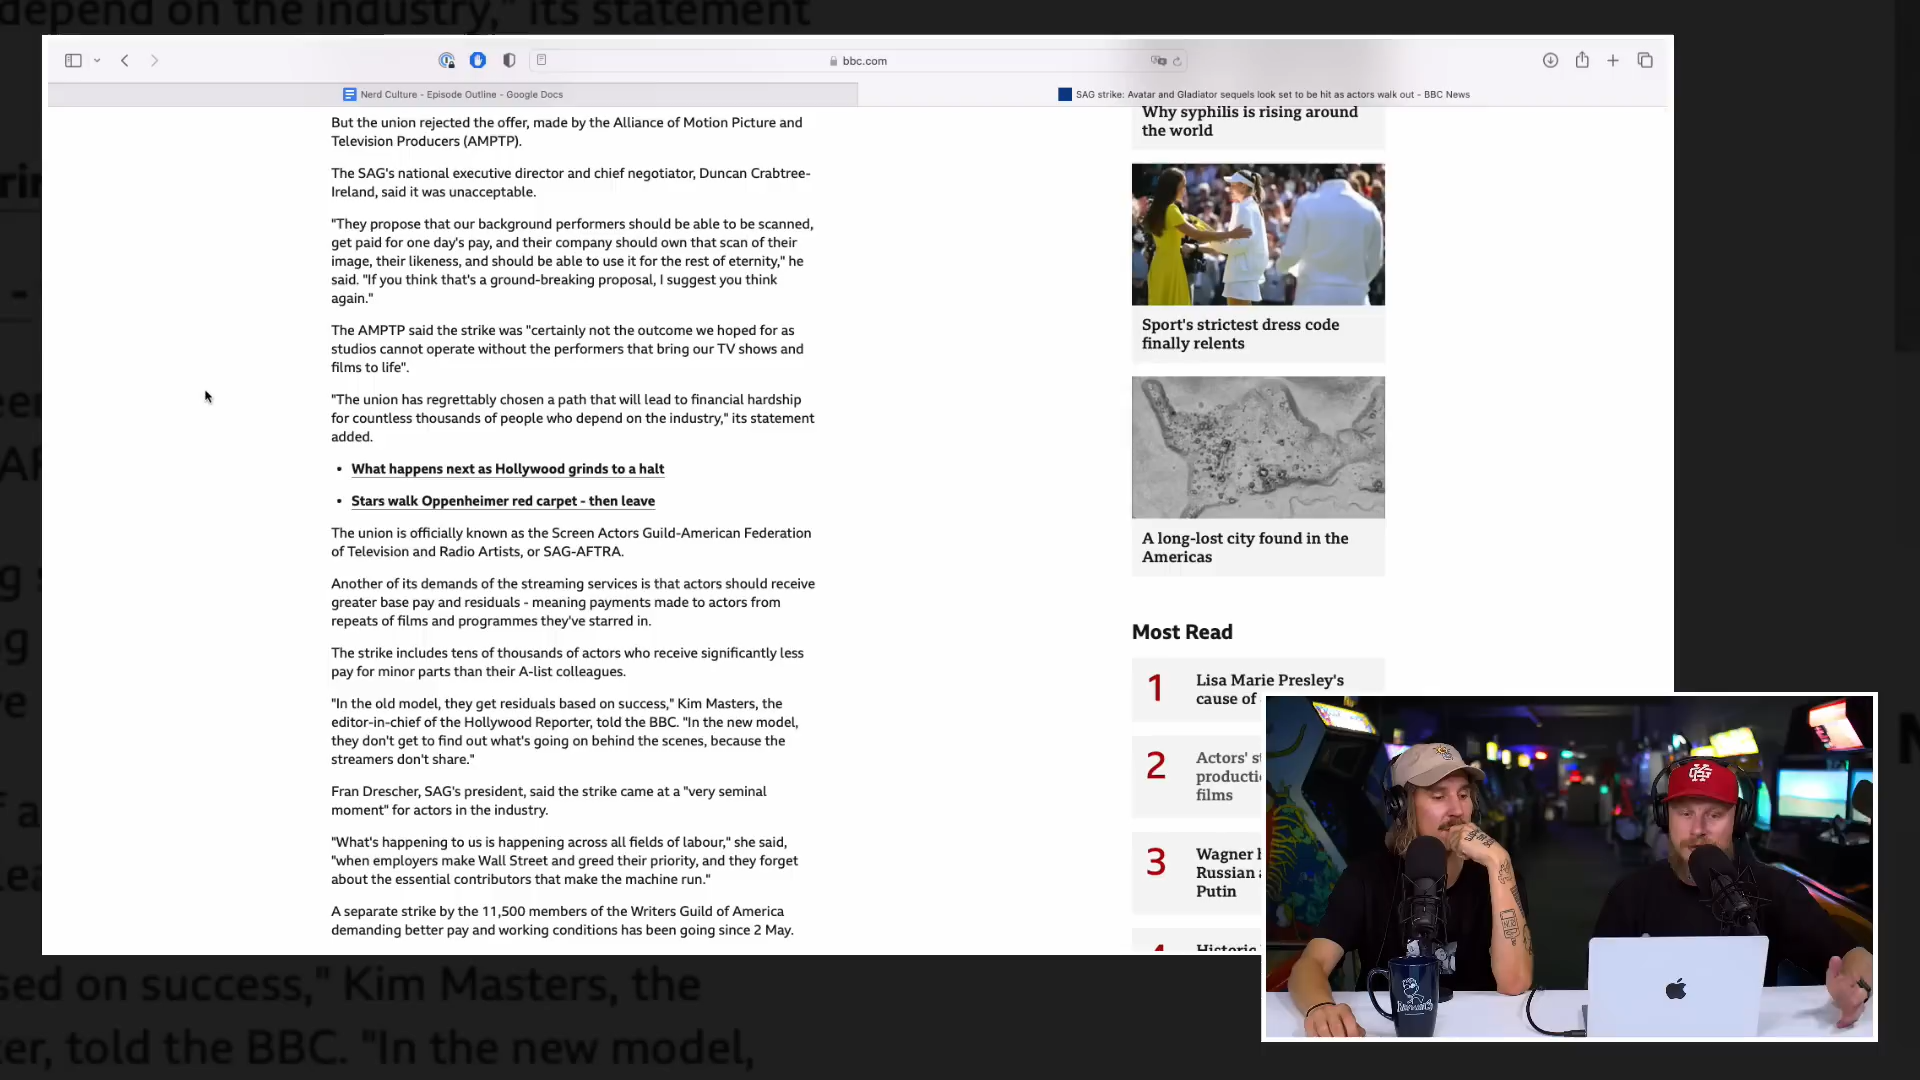 depend on the industry," its statement
bbc.com
Nerd Culture - Episode Outline - Google Docs
SAG strike: Avatar and Gladiator sequels look set to be hit as actors walk out - BBC News
But the union rejected the offer, made by the Alliance of Motion Picture and
Television Producers (AMPTP).
The SAG's national executive director and chief negotiator, Duncan Crabtree-
Ireland, said it was unacceptable.
"They propose that our background performers should be able to be scanned,
get paid for one day's pay, and their company should own that scan of their
image, their likeness, and should be able to use it for the rest of eternity," he
said. "If you think that's a ground-breaking proposal, I suggest you think
again."
The AMPTP said the strike was "certainly not the outcome we hoped for as
studios cannot operate without the performers that bring our TV shows and
films to life".
"The union has regrettably chosen a path that will lead to financial hardship
for countless thousands of people who depend on the industry," its statement
added.
• What happens next as Hollywood grinds to a halt
• Stars walk Oppenheimer red carpet - then leave
The union is officially known as the Screen Actors Guild-American Federation
of Television and Radio Artists, or SAG-AFTRA.
Another of its demands of the streaming services is that actors should receive
greater base pay and residuals - meaning payments made to actors from
repeats of films and programmes they've starred in.
The strike includes tens of thousands of actors who receive significantly less
pay for minor parts than their A-list colleagues.
"In the old model, they get residuals based on success," Kim Masters, the
editor-in-chief of the Hollywood Reporter, told the BBC. "In the new model,
they don't get to find out what's going on behind the scenes, because the
streamers don't share."
Fran Drescher, SAG's president, said the strike came at a "very seminal
moment" for actors in the industry.
"What's happening to us is happening across all fields of labour," she said,
"when employers make Wall Street and greed their priority, and they forget
about the essential contributors that make the machine run."
A separate strike by the 11,500 members of the Writers Guild of America
demanding better pay and working conditions has been going since 2 May.
Why syphilis is rising around
the world
Sport's strictest dress code
finally relents
A long-lost city found in the
Americas
Most Read
1 Lisa Marie Presley's
cause of
2 Actors'
producti
films
3 Wagner
Russian
Putin
4 Historic
sed on success," Kim Masters, the
er, told the BBC. "In the new model,